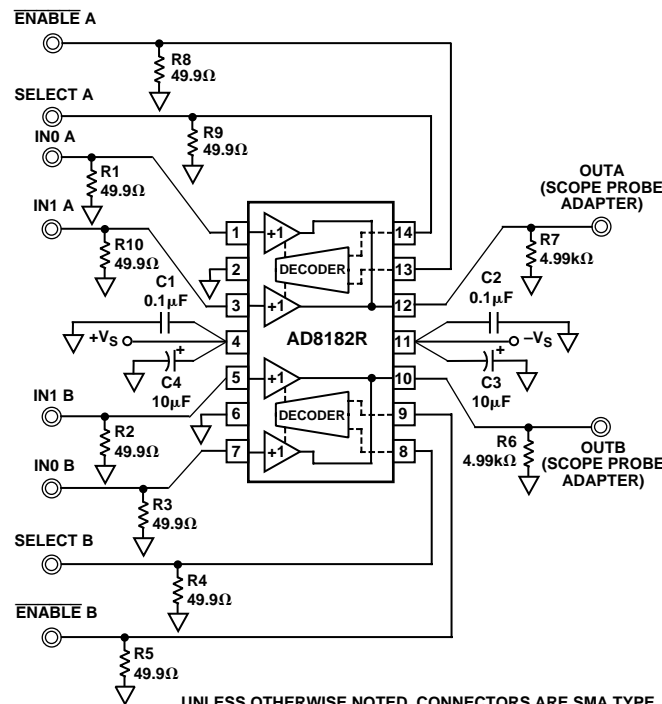 ENABLE A
R8
49.9Ω
SELECT A
R9
49.9Ω
IN0 A
R1
49.9Ω
OUTA
(SCOPE PROBE
ADAPTER)
IN1 A
R10
49.9Ω
R7
4.99kΩ
1
+1
14
2
DECODER
13
C1
0.1µF
3
+1
12
C2
0.1µF
+VS
4
AD8182R
11
–VS
C4
10µF
5
+1
10
C3
10µF
IN1 B
R2
49.9Ω
6
DECODER
9
R6
4.99kΩ
OUTB
(SCOPE PROBE
ADAPTER)
7
+1
8
IN0 B
R3
49.9Ω
SELECT B
R4
49.9Ω
ENABLE B
R5
49.9Ω
UNLESS OTHERWISE NOTED, CONNECTORS ARE SMA TYPE